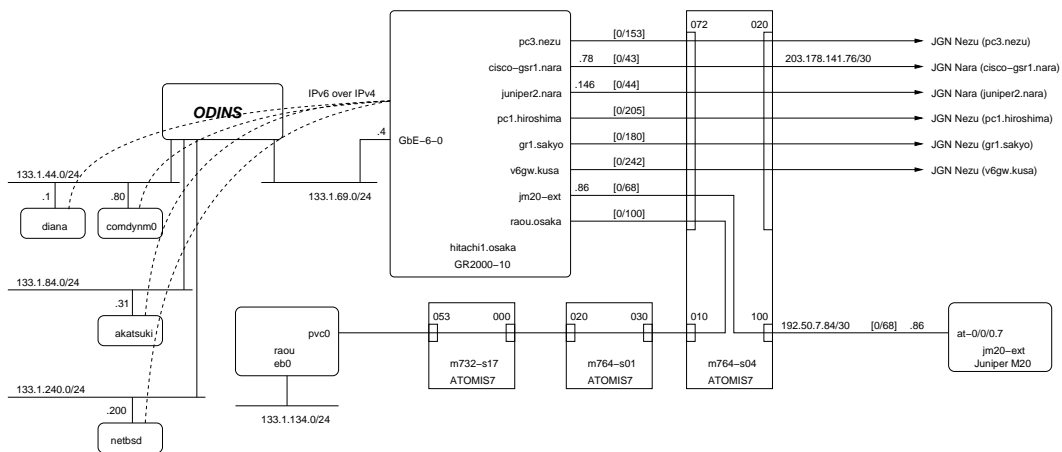 072 020
pc3.nezu [0/153] JGN Nezu (pc3.nezu)
cisco-gsr1.nara .78 [0/43] 203.178.141.76/30 JGN Nara (cisco-gsr1.nara)
IPv6 over IPv4 juniper2.nara .146 [0/44] JGN Nara (juniper2.nara)
ODINS
pc1.hiroshima [0/205] JGN Nezu (pc1.hiroshima)
.4 GbE-6-0 gr1.sakyo [0/180] JGN Nezu (gr1.sakyo)
v6gw.kusa [0/242] JGN Nezu (v6gw.kusa)
133.1.44.0/24 133.1.69.0/24
.1 .80 jm20-ext .86 [0/68]
diana comdynm0 raou.osaka [0/100]
hitachi1.osaka
GR2000-10
133.1.84.0/24
.31
akatsuki
053 000 020 030 010 100
pvc0 192.50.7.84/30 [0/68] .86 at-0/0/0.7
raou
eb0
m732-s17 m764-s01 m764-s04 jm20-ext
ATOMIS7 ATOMIS7 ATOMIS7 Juniper M20
133.1.240.0/24
.200 133.1.134.0/24
netbsd